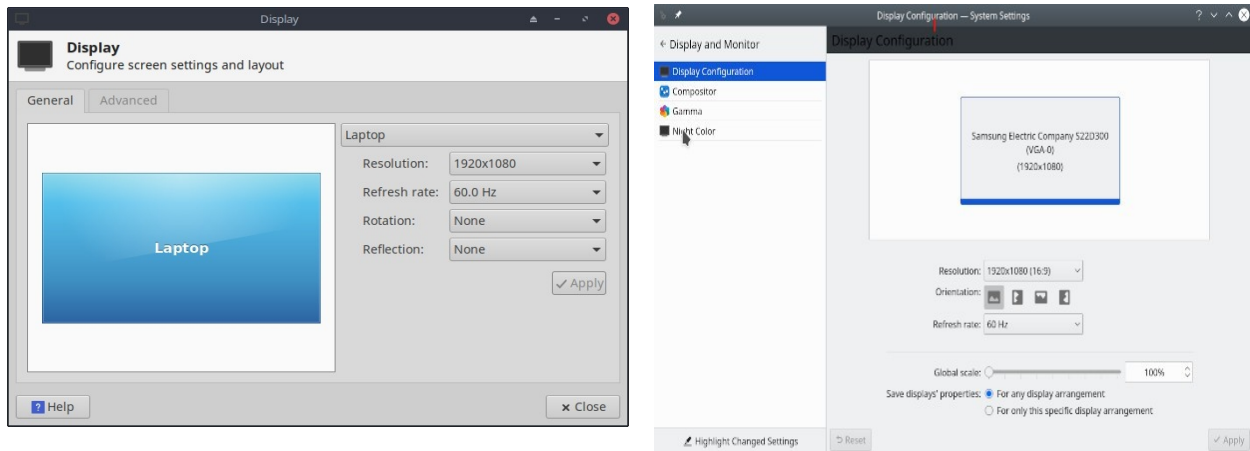 Display
Display
Configure screen settings and layout
General Advanced
Laptop
Laptop
Resolution: 1920x1080
Refresh rate: 60.0 Hz
Rotation: None
Reflection: None
Apply
Help
Close
Display Configuration — System Settings
Display and Monitor
Display Configuration
Compositor
Gamma
Night Color
Highlight Changed Settings
Display Configuration
Samsung Electric Company S22D300
(VGA-0)
(1920x1080)
Resolution: 1920x1080 (16:9)
Orientation:
Refresh rate: 60 Hz
Global scale: 100%
Save displays' properties: For any display arrangement
For only this specific display arrangement
Reset
Apply